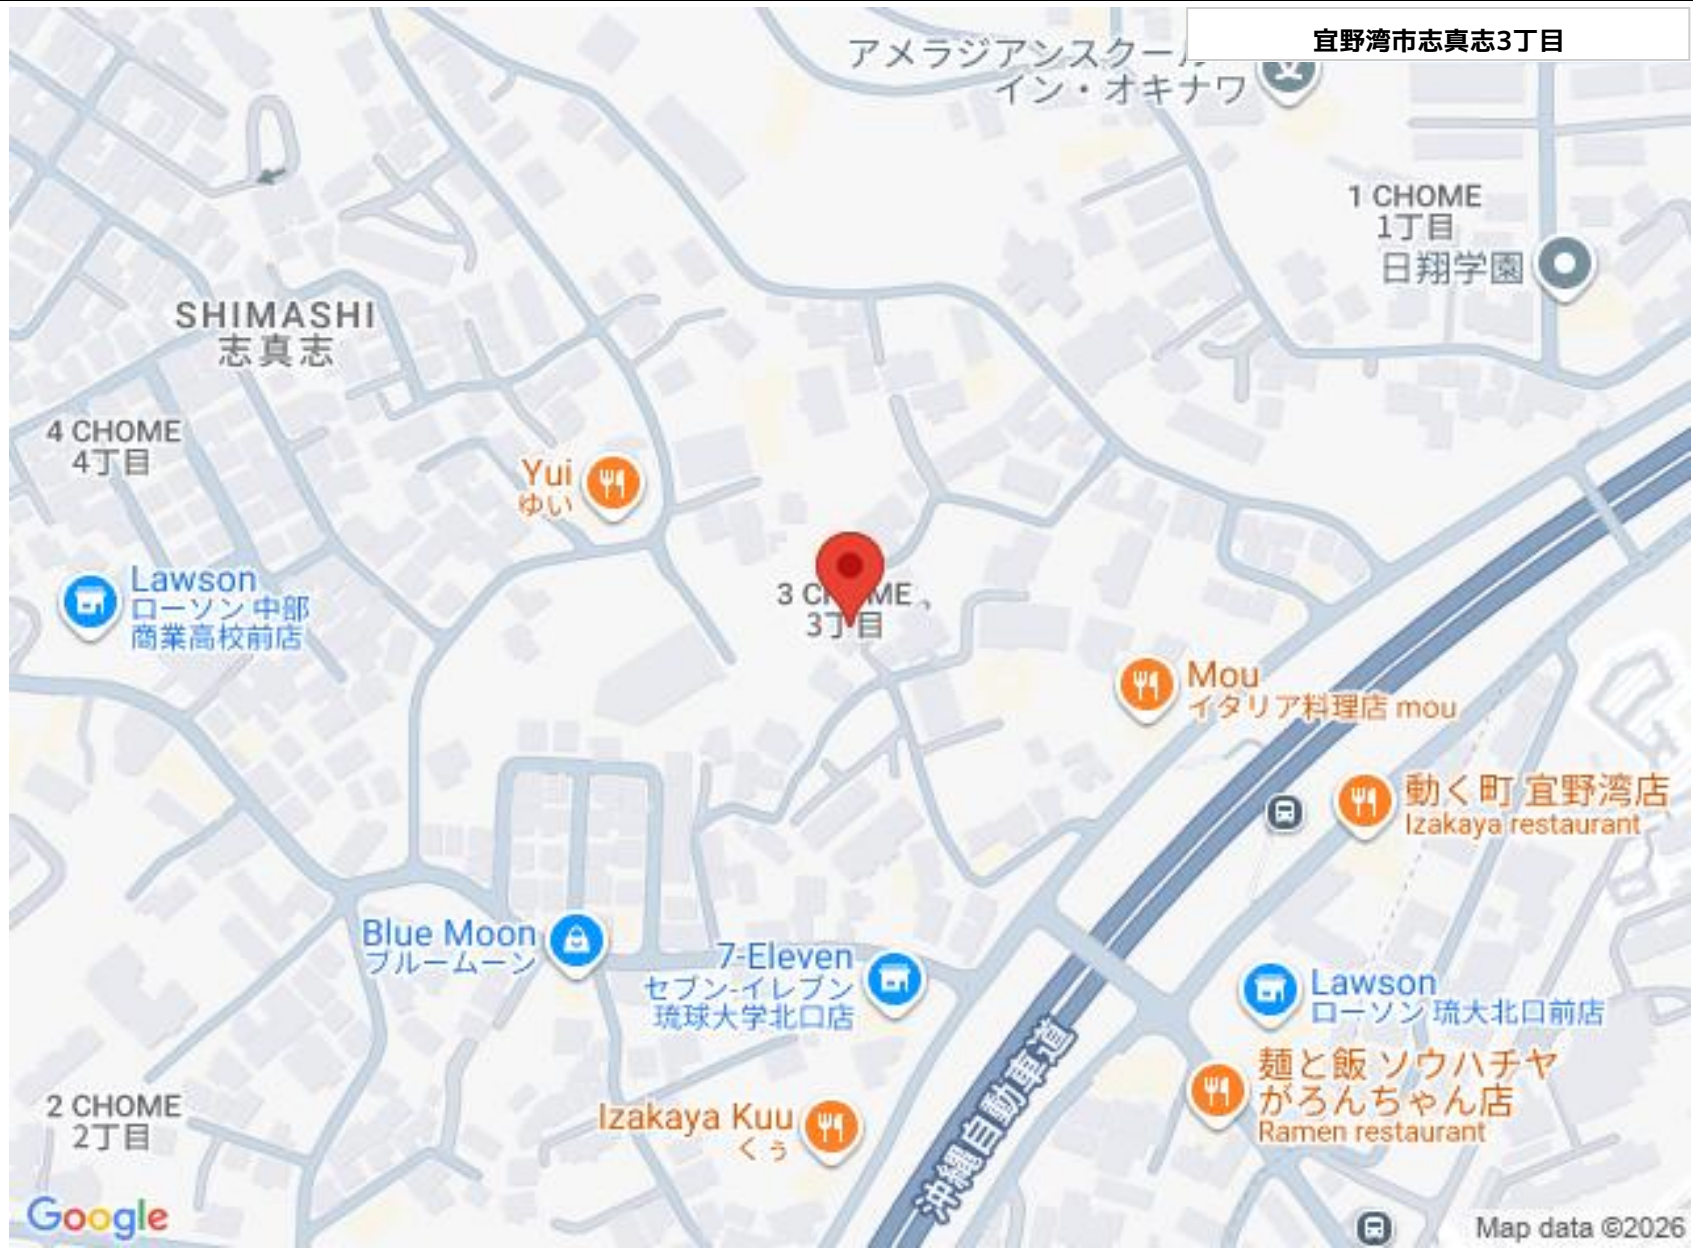 宜野湾市志真志3丁目
アメラジアンスクール
イン・オキナワ
1 CHOME
1丁目
日翔学園
SHIMASHI
志真志
4 CHOME
4丁目
Yui
ゆい
Lawson
ローソン 中部
商業高校前店
3 CHOME
3丁目
Mou
イタリア料理店 mou
動く町 宜野湾店
Izakaya restaurant
Blue Moon
ブルームーン
7-Eleven
セブン-イレブン
琉球大学北口店
Lawson
ローソン 琉大北口前店
沖縄自動車道
麺と飯 ソウハチヤ
がろんちゃん店
Ramen restaurant
2 CHOME
2丁目
Izakaya Kuu
くぅ
Google
Map data ©2026